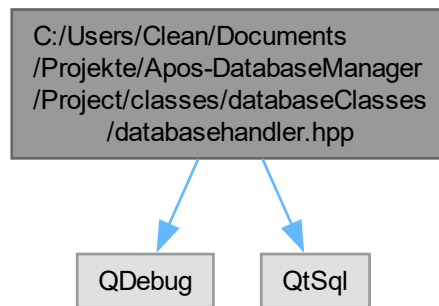 C:/Users/Clean/Documents
/Projekte/Apos-DatabaseManager
/Project/classes/databaseClasses
/databasehandler.hpp
QDebug
QtSql